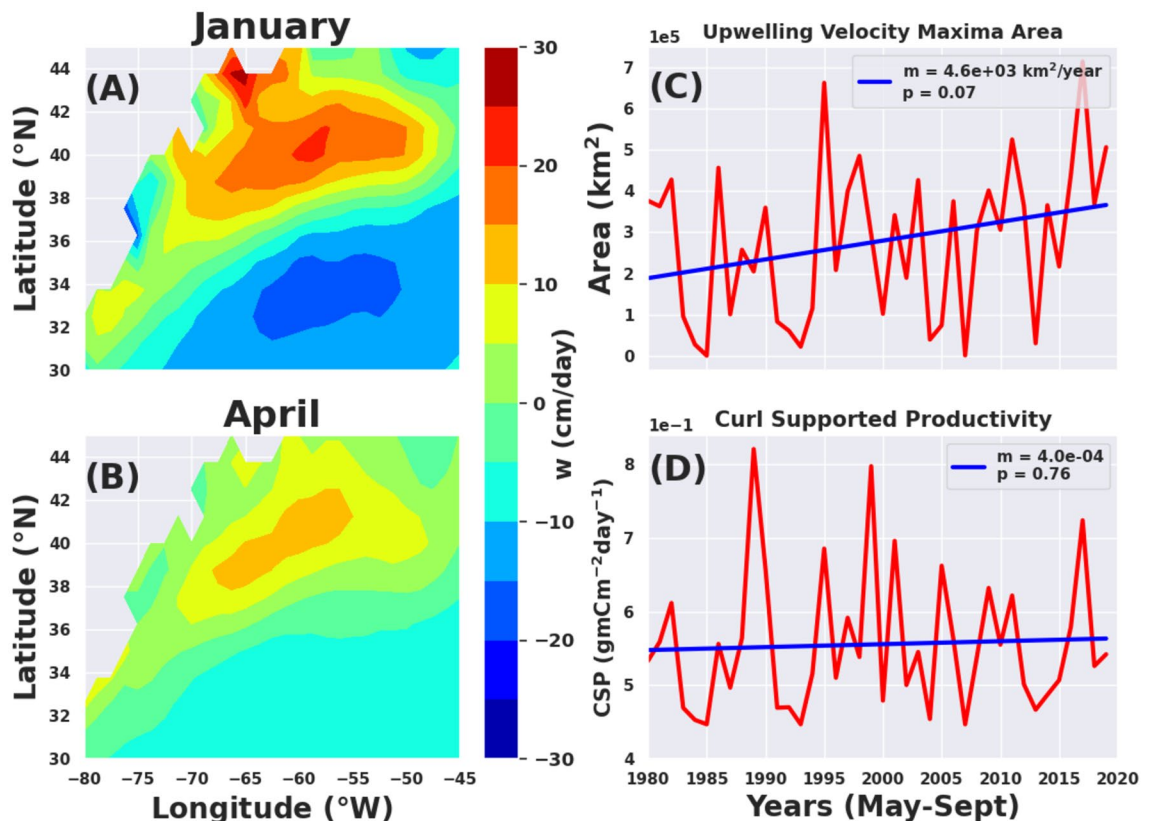 January
(A)
44
42
40
38
36
34
32
30
Latitude (°N)
April
(B)
44
42
40
38
36
34
32
30
Latitude (°N)
−80 −75 −70 −65 −60 −55 −50 −45
Longitude (°W)
30
20
10
0
−10
−20
−30
w (cm/day)
1e5 Upwelling Velocity Maxima Area
(C)
m = 4.6e+03 km²/year
p = 0.07
7
6
5
4
3
2
1
0
Area (km²)
1e−1 Curl Supported Productivity
(D)
m = 4.0e-04
p = 0.76
8
7
6
5
4
CSP (gmCm⁻²day⁻¹)
1980 1985 1990 1995 2000 2005 2010 2015 2020
Years (May-Sept)